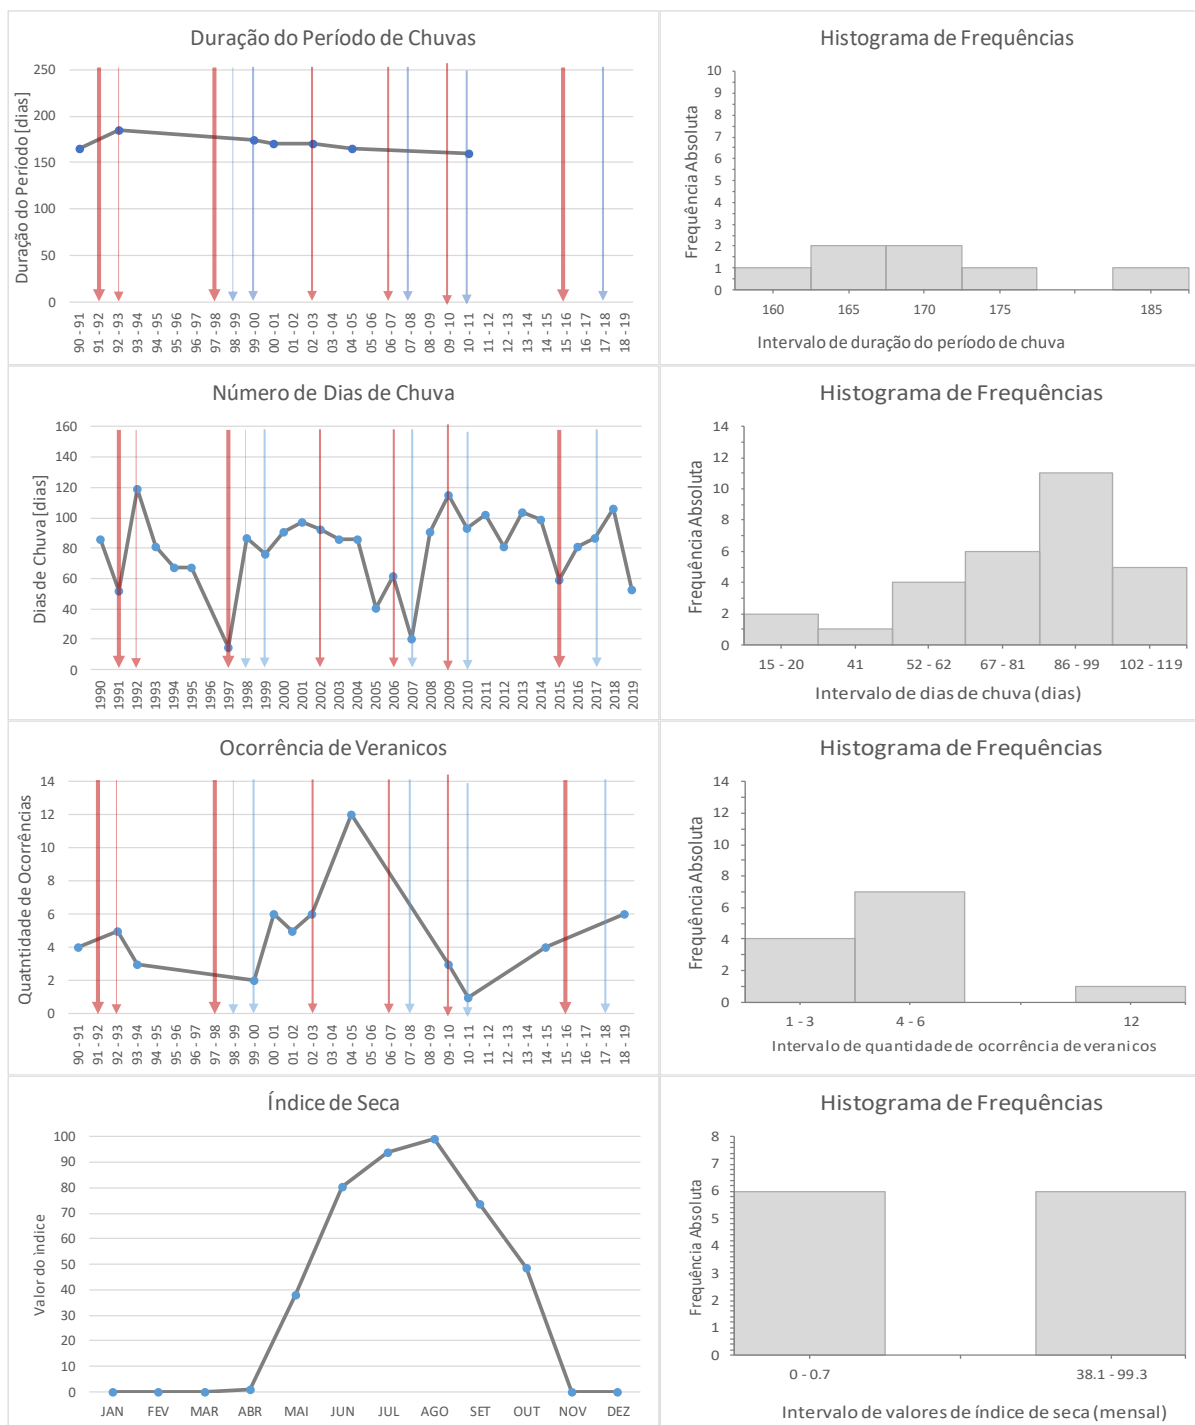 Duração do Período de Chuvas
Duração do Período [dias]
250
200
150
100
50
0
90 - 91
91 - 92
92 - 93
93 - 94
94 - 95
95 - 96
96 - 97
97 - 98
98 - 99
99 - 00
00 - 01
01 - 02
02 - 03
03 - 04
04 - 05
05 - 06
06 - 07
07 - 08
08 - 09
09 - 10
10 - 11
11 - 12
12 - 13
13 - 14
14 - 15
15 - 16
16 - 17
17 - 18
18 - 19
Histograma de Frequências
Frequência Absoluta
10
9
8
7
6
5
4
3
2
1
0
160 165 170 175 185
Intervalo de duração do período de chuva
Número de Dias de Chuva
Dias de Chuva [dias]
160
140
120
100
80
60
40
20
0
1990
1991
1992
1993
1994
1995
1996
1997
1998
1999
2000
2001
2002
2003
2004
2005
2006
2007
2008
2009
2010
2011
2012
2013
2014
2015
2016
2017
2018
2019
Histograma de Frequências
Frequência Absoluta
14
12
10
8
6
4
2
0
15 - 20 41 52 - 62 67 - 81 86 - 99 102 - 119
Intervalo de dias de chuva (dias)
Ocorrência de Veranicos
Quatntidade de Ocorrências
14
12
10
8
6
4
2
0
90 - 91
91 - 92
92 - 93
93 - 94
94 - 95
95 - 96
96 - 97
97 - 98
98 - 99
99 - 00
00 - 01
01 - 02
02 - 03
03 - 04
04 - 05
05 - 06
06 - 07
07 - 08
08 - 09
09 - 10
10 - 11
11 - 12
12 - 13
13 - 14
14 - 15
15 - 16
16 - 17
17 - 18
18 - 19
Histograma de Frequências
Frequência Absoluta
14
12
10
8
6
4
2
0
1 - 3 4 - 6 12
Intervalo de quantidade de ocorrência de veranicos
Índice de Seca
Valor do índice
100
90
80
70
60
50
40
30
20
10
0
JAN FEV MAR ABR MAI JUN JUL AGO SET OUT NOV DEZ
Histograma de Frequências
Frequência Absoluta
8
7
6
5
4
3
2
1
0
0 - 0.7 38.1 - 99.3
Intervalo de valores de índice de seca (mensal)